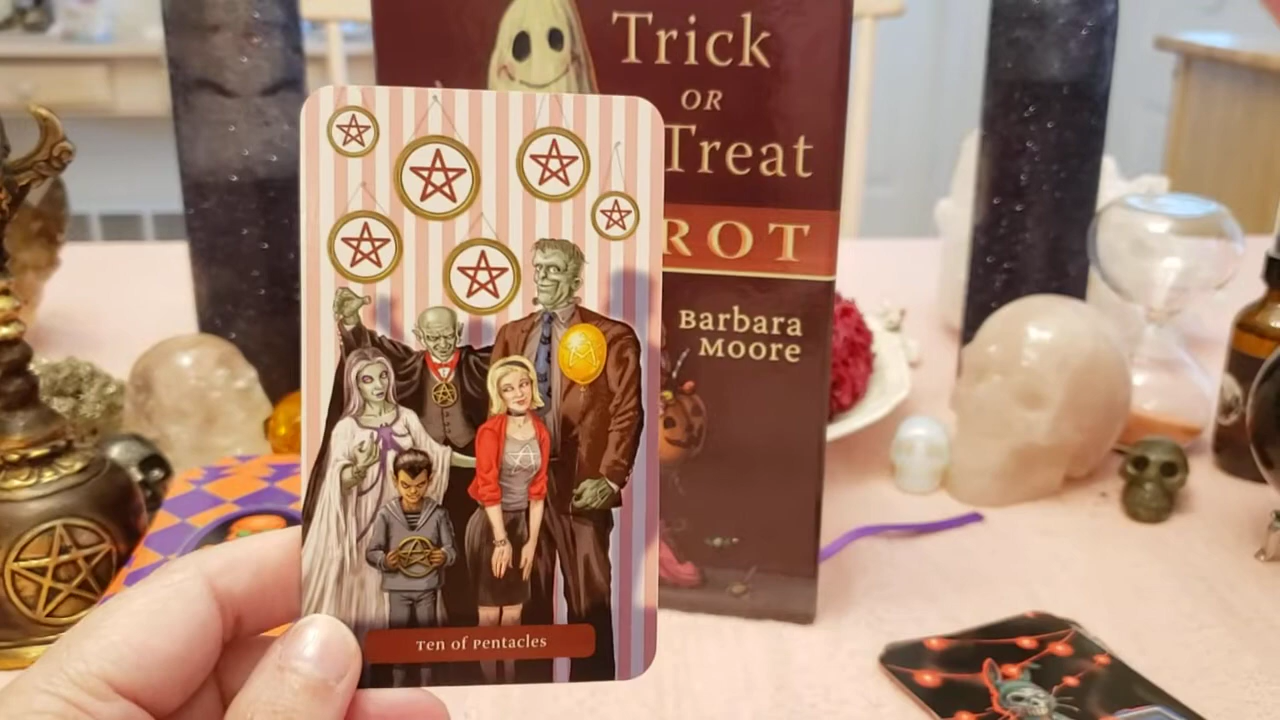 Trick
OR
Treat
ROT
Barbara
Moore
Ten of Pentacles